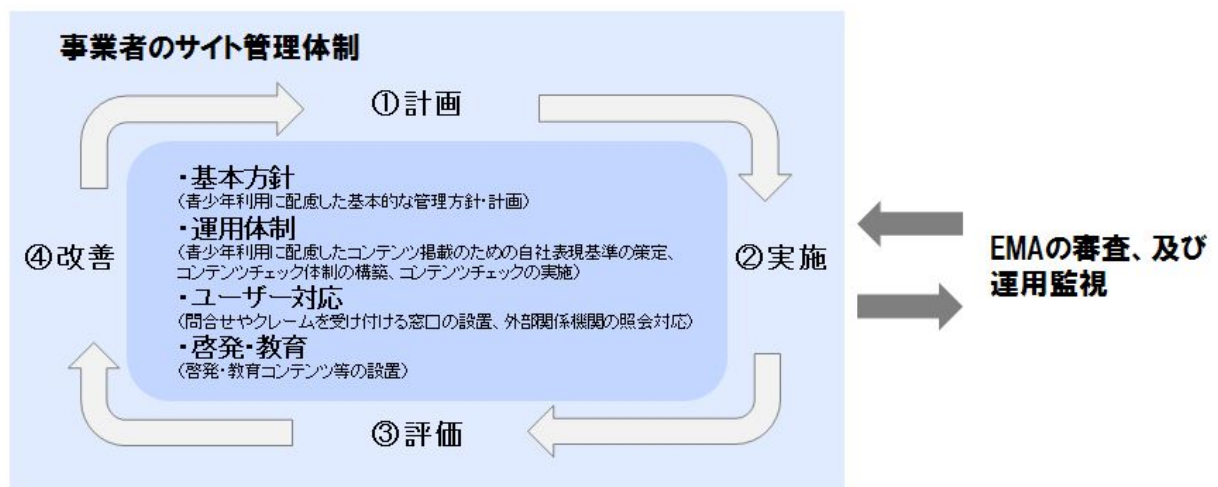 事業者のサイト管理体制
①計画
・基本方針
（青少年利用に配慮した基本的な管理方針・計画）
・運用体制
（青少年利用に配慮したコンテンツ掲載のための自社表現基準の策定、
コンテンツチェック体制の構築、コンテンツチェックの実施）
・ユーザー対応
（問合せやクレームを受け付ける窓口の設置、外部関係機関の照会対応）
・啓発・教育
（啓発・教育コンテンツ等の設置）
④改善
②実施
③評価
EMAの審査、及び
運用監視